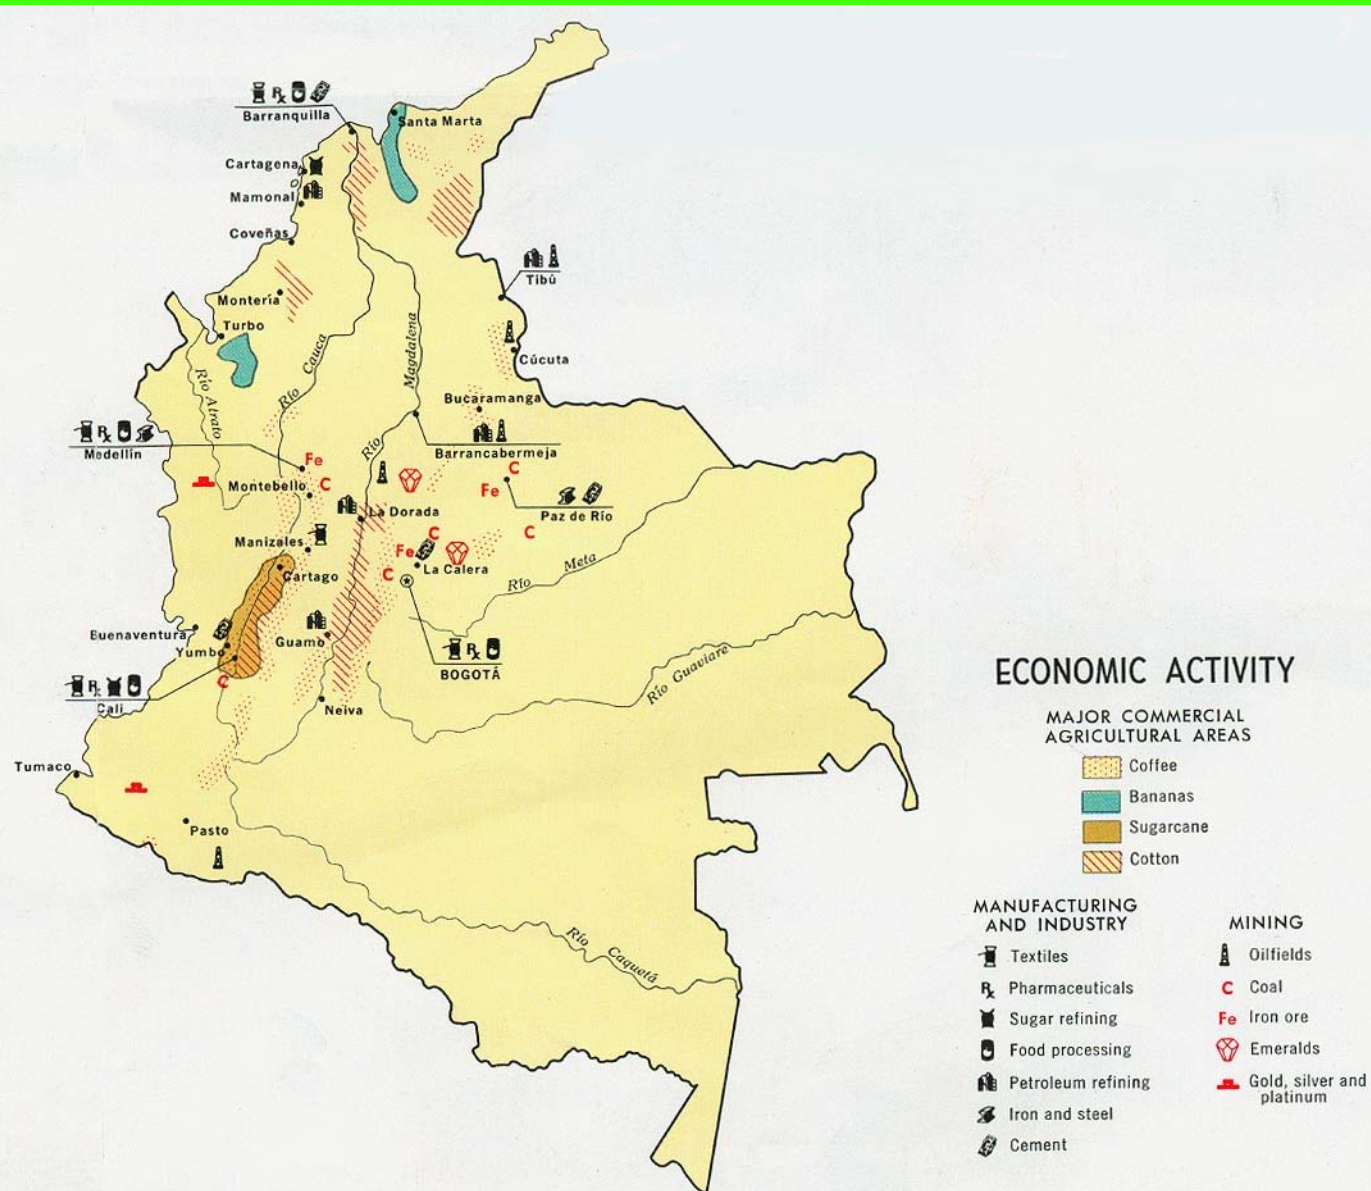 Barranquilla
Santa Marta
Cartagena
Mamonal
Coveñas
Tibú
Montería
Turbo
Cúcuta
Río Cauca
Magdalena
Río Atrato
Bucaramanga
Río
Barrancabermeja
Medellín
Fe
C
Montebello
C
Fe
Paz de Río
La Dorada
Manizales
C
C
Fe
La Calera
C
Cartago
Río Meta
Buenaventura
Yumbo
Guamo
BOGOTÁ
Río Guaviare
C
Cali
Neiva
Tumaco
Pasto
Río Caquetá
ECONOMIC ACTIVITY
MAJOR COMMERCIAL
AGRICULTURAL AREAS
Coffee
Bananas
Sugarcane
Cotton
MANUFACTURING
AND INDUSTRY
Textiles
Pharmaceuticals
Sugar refining
Food processing
Petroleum refining
Iron and steel
Cement
MINING
Oilfields
C Coal
Fe Iron ore
Emeralds
Gold, silver and
platinum